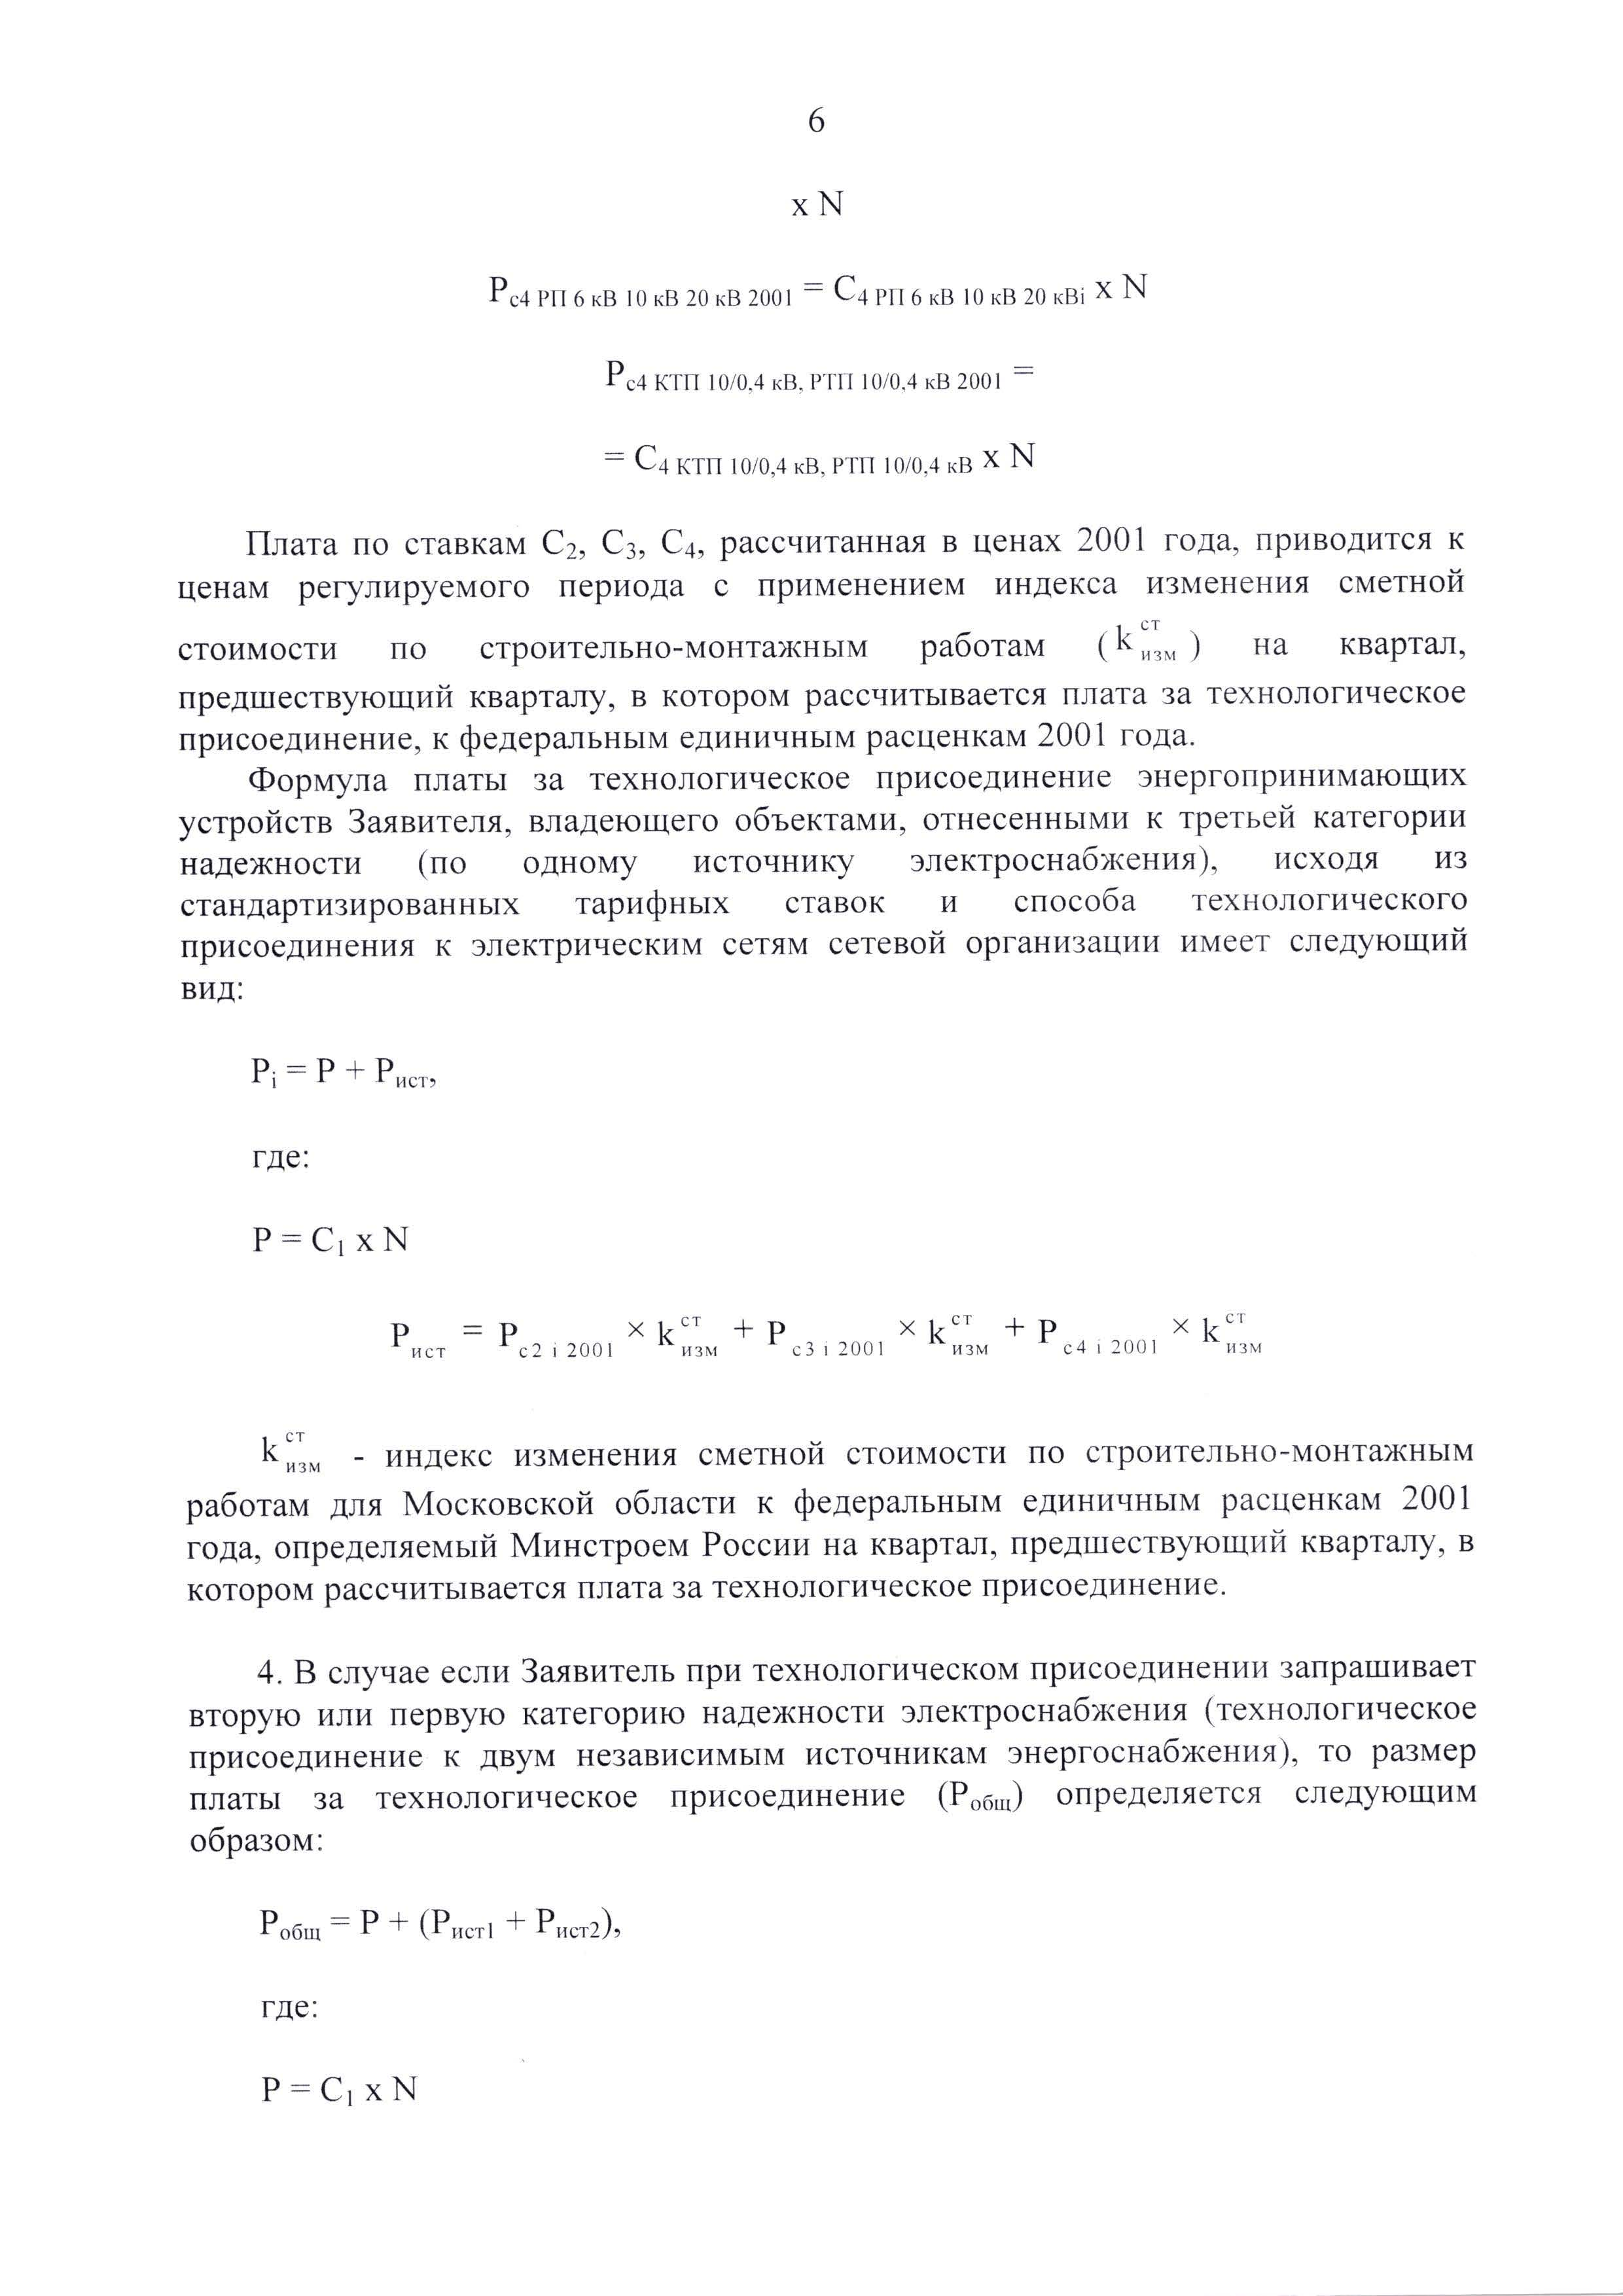 6
x N
Pс4 РП 6 кВ 10 кВ 20 кВ 2001 = C4 РП 6 кВ 10 кВ 20 кВi x N
Pс4 КТП 10/0,4 кВ, РТП 10/0,4 кВ 2001 =
= C4 КТП 10/0,4 кВ, РТП 10/0,4 кВ x N
Плата по ставкам C2, C3, C4, рассчитанная в ценах 2001 года, приводится к
ценам регулируемого периода с применением индекса изменения сметной
стоимости по строительно-монтажным работам ( k ст изм ) на квартал,
предшествующий кварталу, в котором рассчитывается плата за технологическое
присоединение, к федеральным единичным расценкам 2001 года.
Формула платы за технологическое присоединение энергопринимающих
устройств Заявителя, владеющего объектами, отнесенными к третьей категории
надежности (по одному источнику электроснабжения), исходя из
стандартизированных тарифных ставок и способа технологического
присоединения к электрическим сетям сетевой организации имеет следующий
вид:
Pi = P + Pист,
где:
P = C1 x N
P ист = P с2 i 2001 × k ст изм + P с3 i 2001 × k ст изм + P с4 i 2001 × k ст изм
k ст изм - индекс изменения сметной стоимости по строительно-монтажным
работам для Московской области к федеральным единичным расценкам 2001
года, определяемый Минстроем России на квартал, предшествующий кварталу, в
котором рассчитывается плата за технологическое присоединение.
4. В случае если Заявитель при технологическом присоединении запрашивает
вторую или первую категорию надежности электроснабжения (технологическое
присоединение к двум независимым источникам энергоснабжения), то размер
платы за технологическое присоединение (Pобщ) определяется следующим
образом:
Pобщ = P + (Pист1 + Pист2),
где:
P = C1 x N